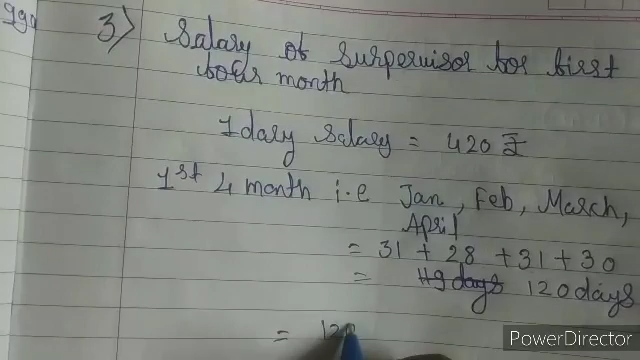 3) Salary of surpervisor for first
four month
1 day salary = 420 ₹
1st 4 month i.e Jan, Feb, March,
April
= 31 + 28 + 31 + 30
= 119 days 120 days
= 12
PowerDirector